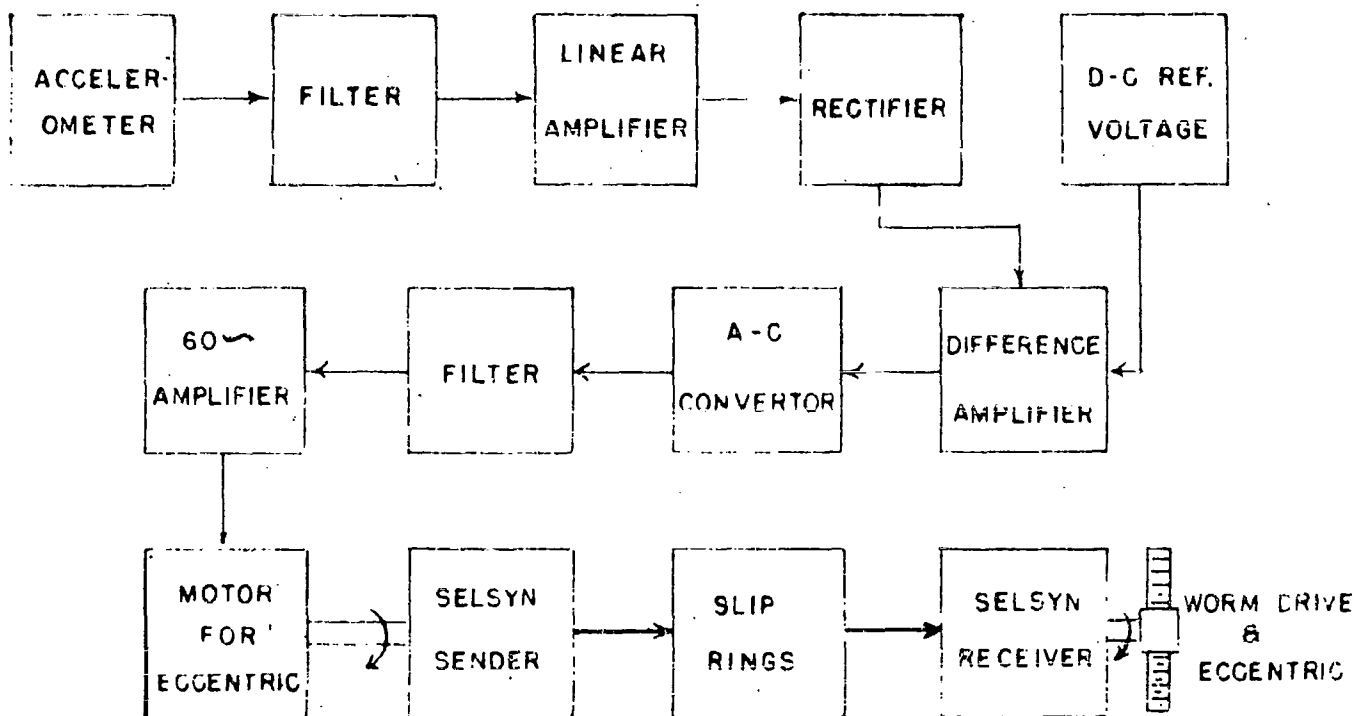 ACCELER-
OMETER
FILTER
LINEAR
AMPLIFIER
RECTIFIER
D-C REF.
VOLTAGE
60~
AMPLIFIER
FILTER
A-C
CONVERTOR
DIFFERENCE
AMPLIFIER
MOTOR
FOR
ECCENTRIC
SELSYN
SENDER
SLIP
RINGS
SELSYN
RECEIVER
WORM DRIVE
&
ECCENTRIC